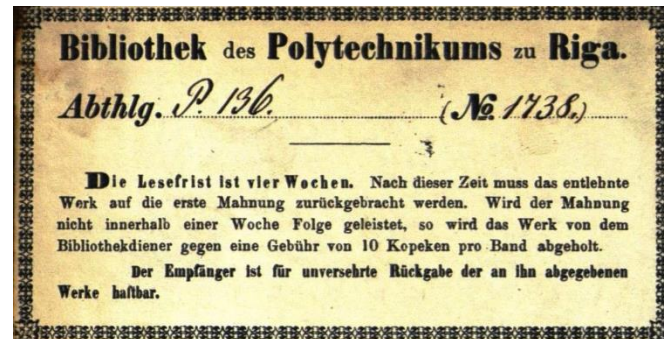 Bibliothek des Polytechnikums zu Riga.
Abthlg. P. 136. (№ 1738.)
Die Lesefrist ist vier Wochen. Nach dieser Zeit muss das entlehnte
Werk auf die erste Mahnung zurückgebracht werden. Wird der Mahnung
nicht innerhalb einer Woche Folge geleistet, so wird das Werk von dem
Bibliothekdiener gegen eine Gebühr von 10 Kopeken pro Band abgeholt.
Der Empfänger ist für unversehrte Rückgabe der an ihn abgegebenen
Werke haftbar.